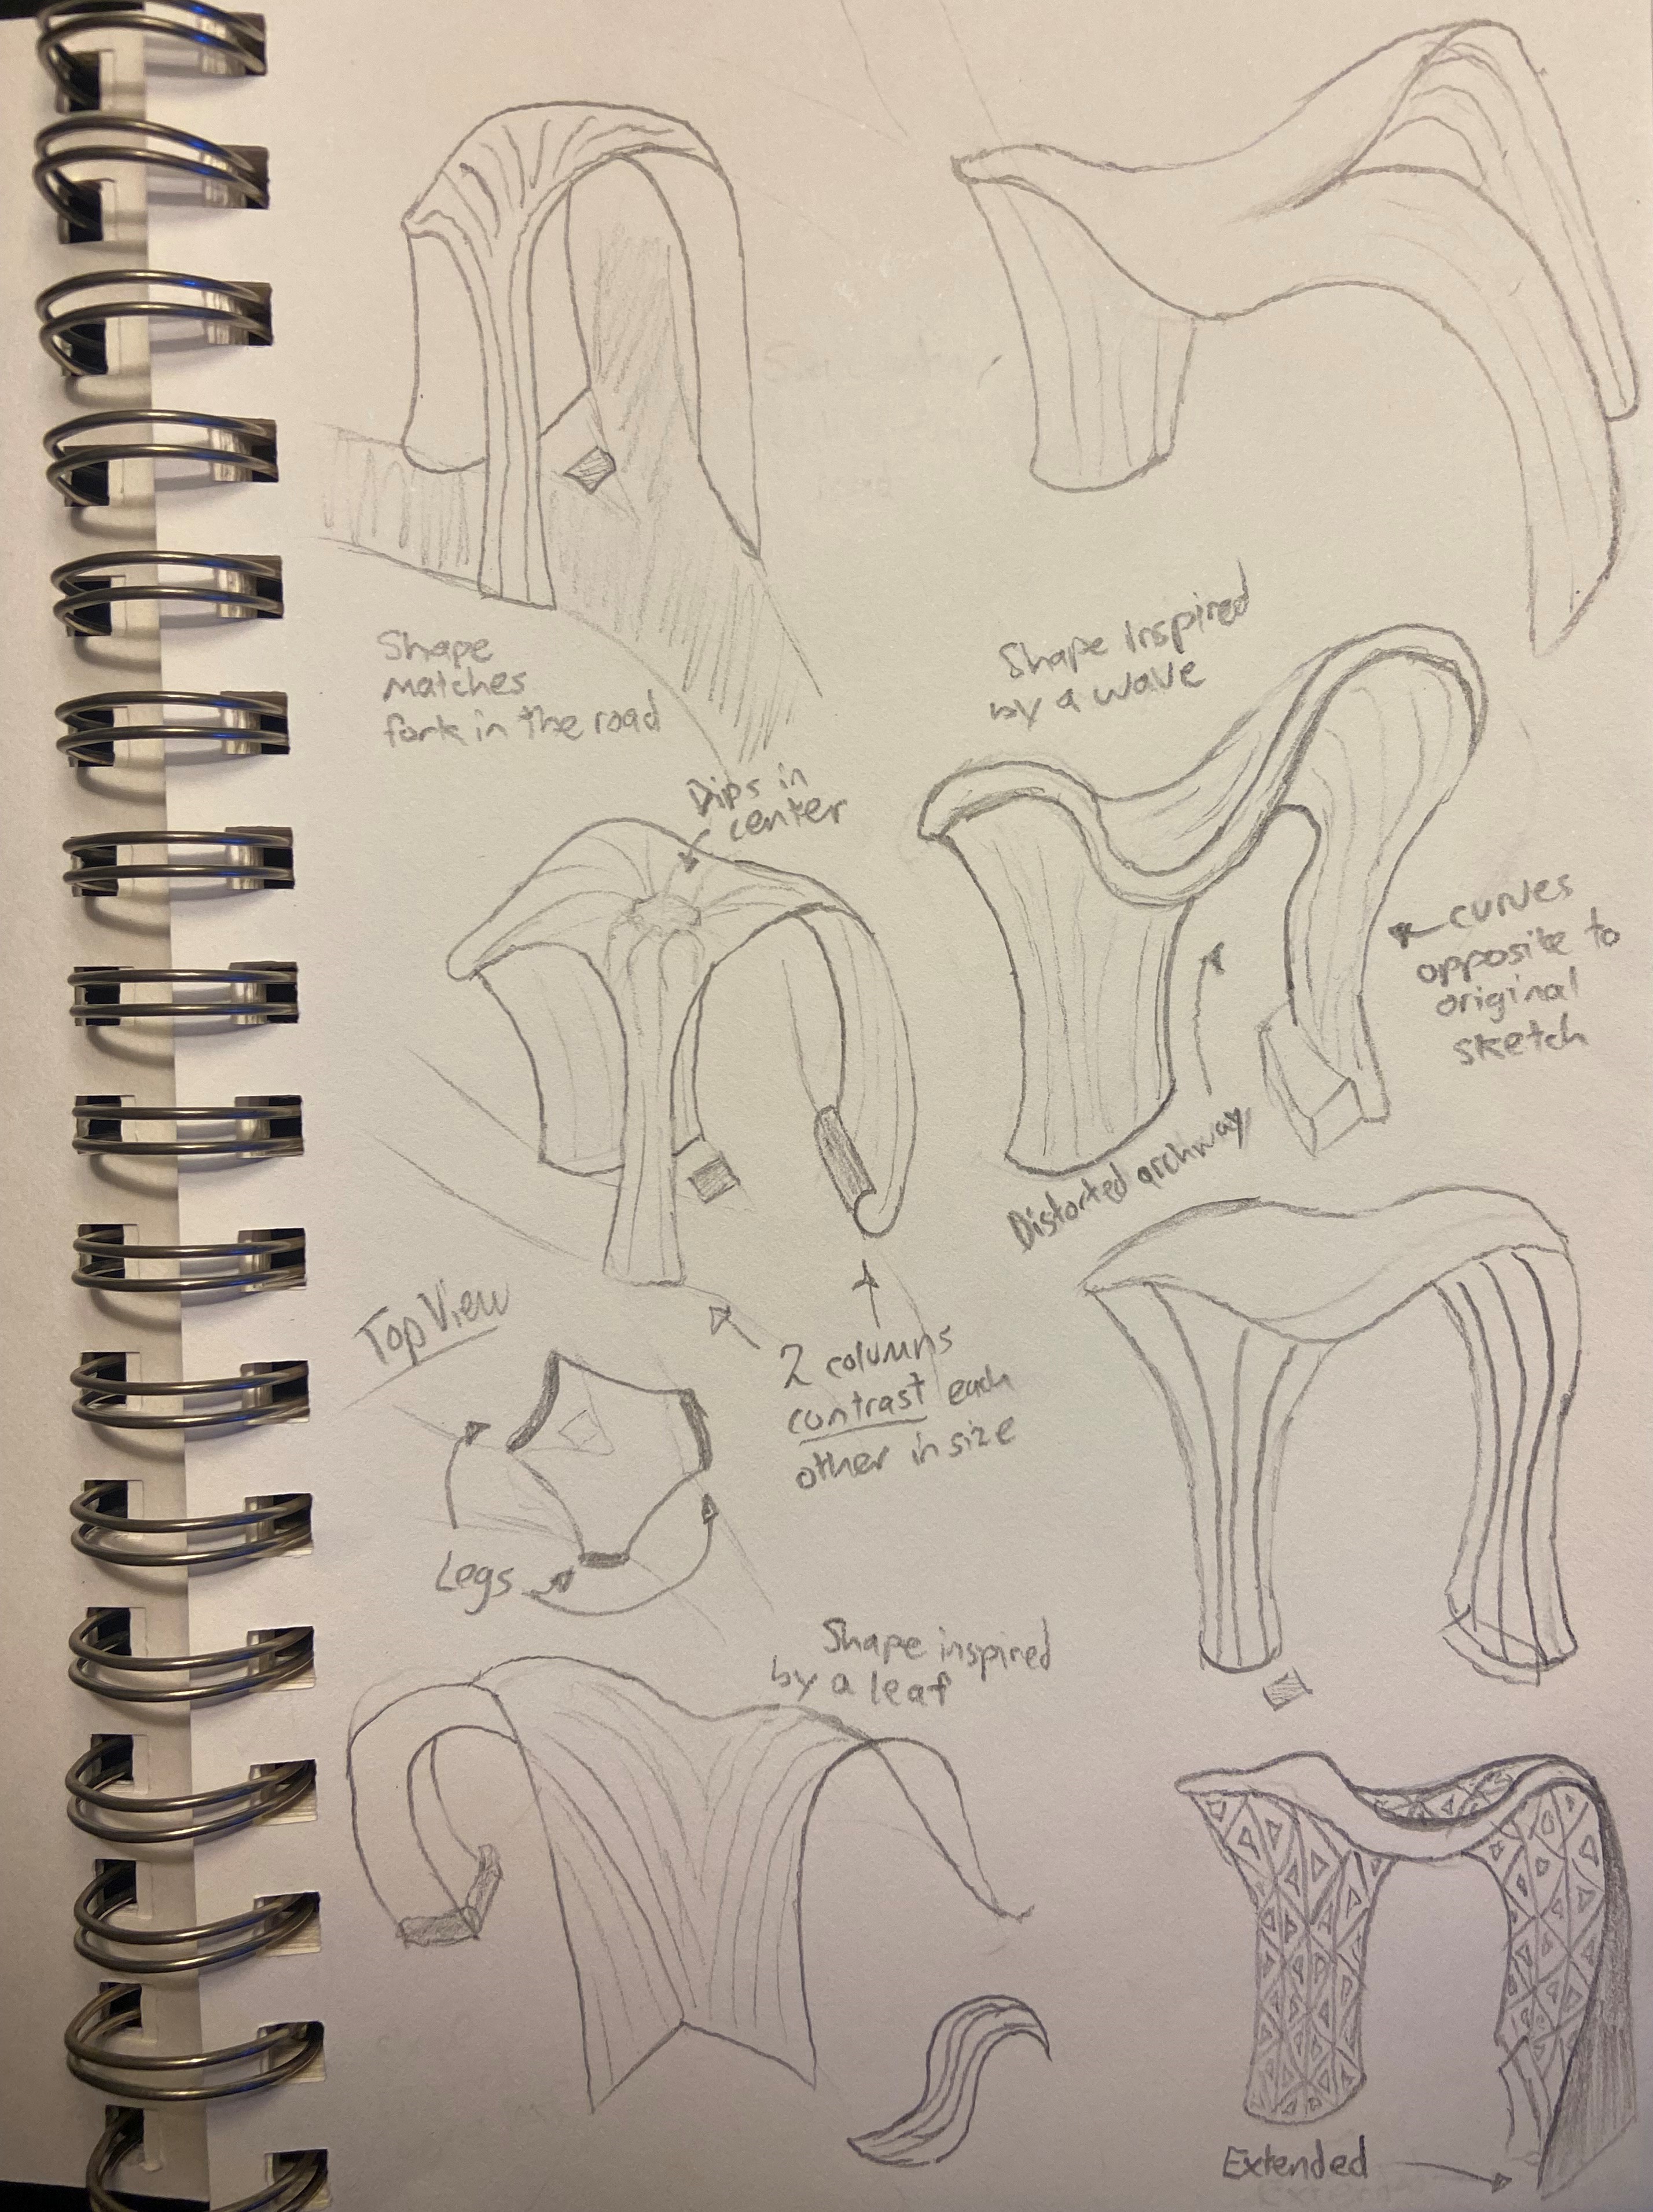 Shape
Matches
fork in the road
Shape Inspired
by a wave
Dips in
center
curves
opposite to
original
sketch
Distorted archway
Top View
2 columns
contrast each
other in size
Legs
Shape inspired
by a leaf
Extended